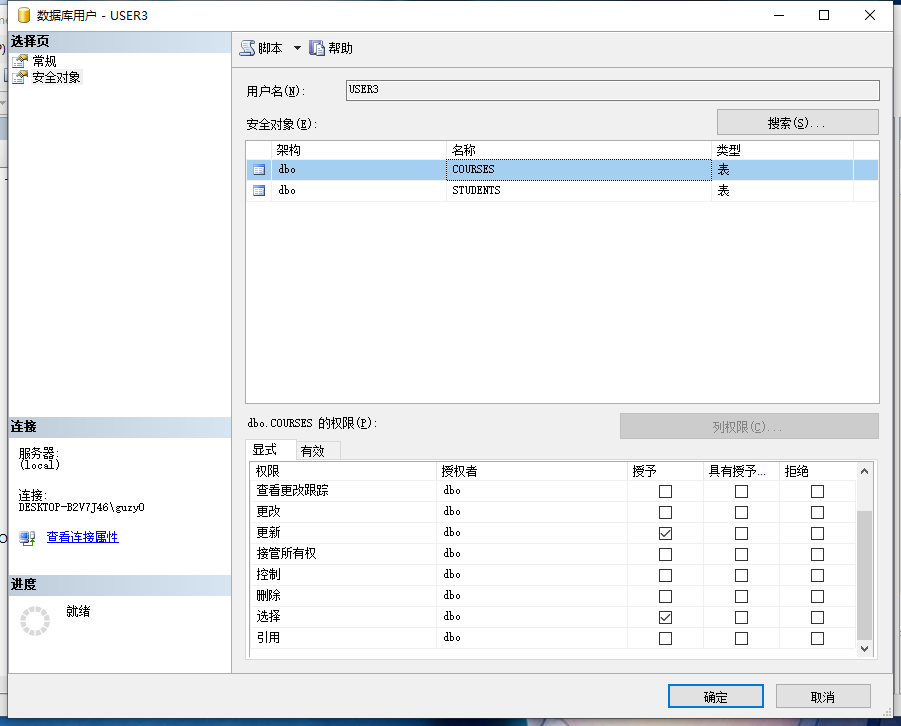 数据库用户 - USER3
选择页
常规
安全对象
脚本 帮助
用户名(N): USER3
安全对象(E): 搜索(S)...
架构 名称 类型
dbo COURSES 表
dbo STUDENTS 表
连接
服务器:
(local)
连接:
DESKTOP-B2V7J46\guzy0
查看连接属性
进度
就绪
dbo.COURSES 的权限(P): 列权限(C)...
显式 有效
权限 授权者 授予 具有授予... 拒绝
查看更改跟踪 dbo
更改 dbo
更新 dbo
接管所有权 dbo
控制 dbo
删除 dbo
选择 dbo
引用 dbo
确定 取消